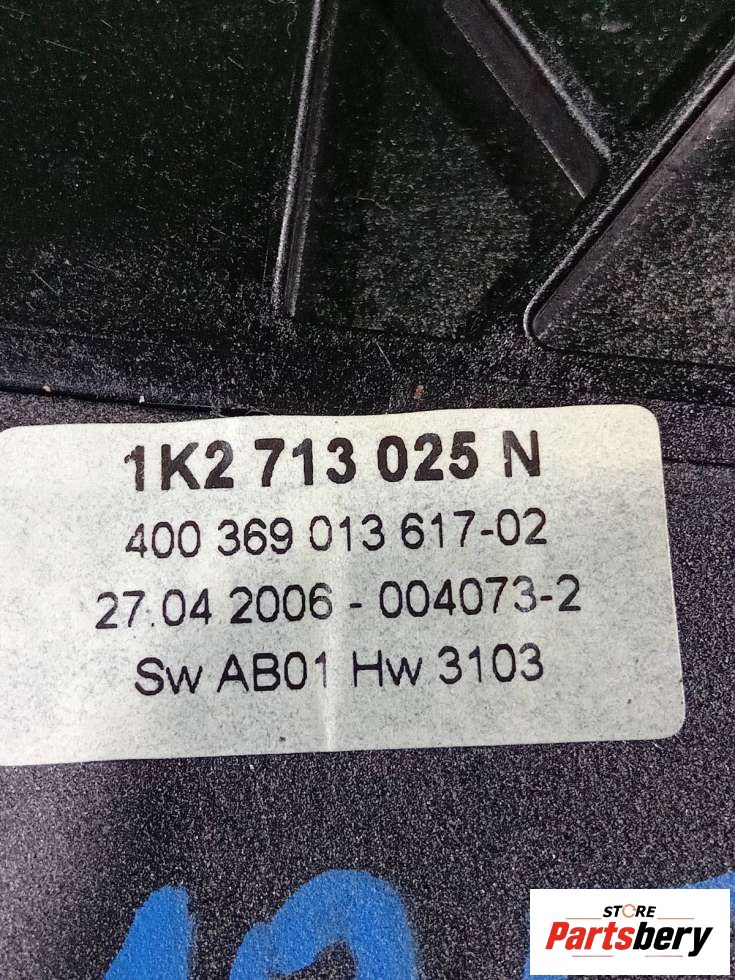 1K2 713 025 N
400 369 013 617-02
27.04 2006 - 004073-2
Sw AB01 Hw 3103
STORE
Partsbery